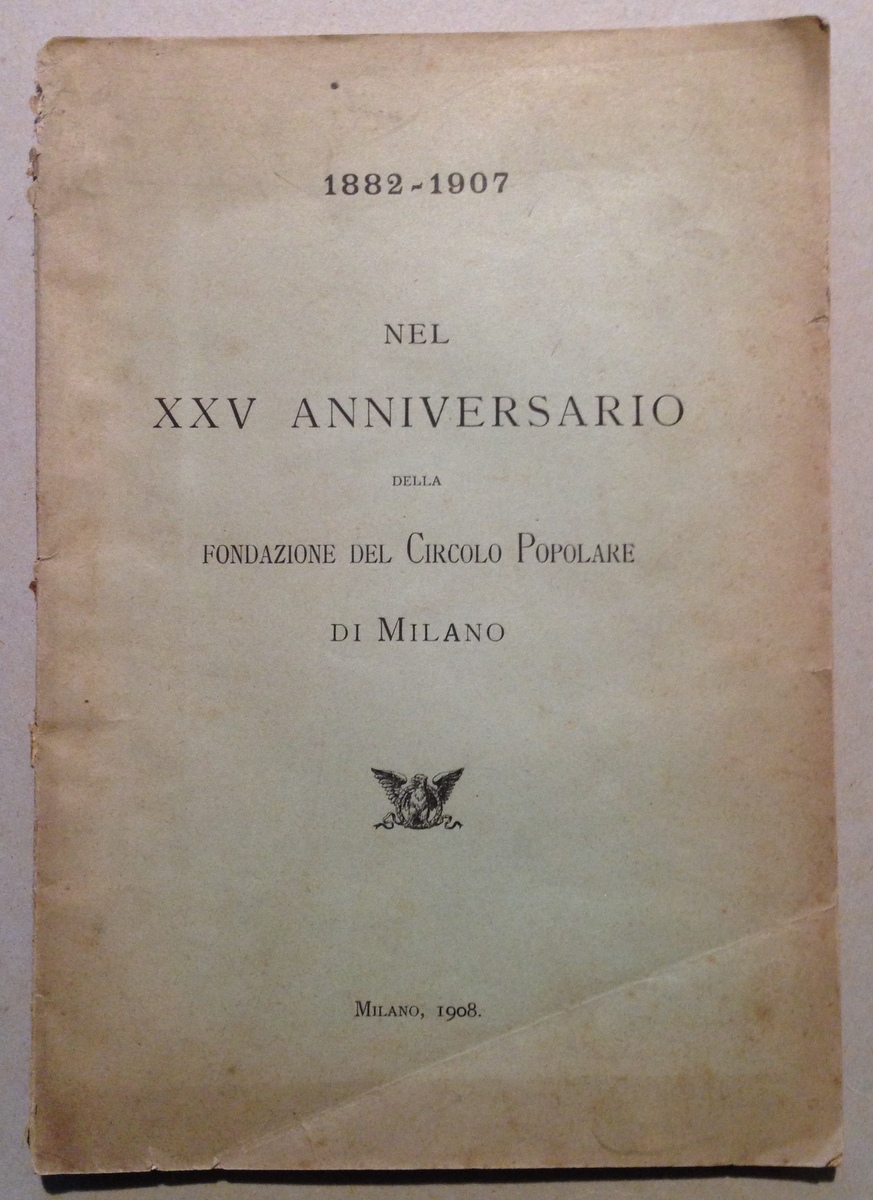 1882-1907
NEL
XXV ANNIVERSARIO
DELLA
FONDAZIONE DEL CIRCOLO POPOLARE
DI MILANO
MILANO, 1908.